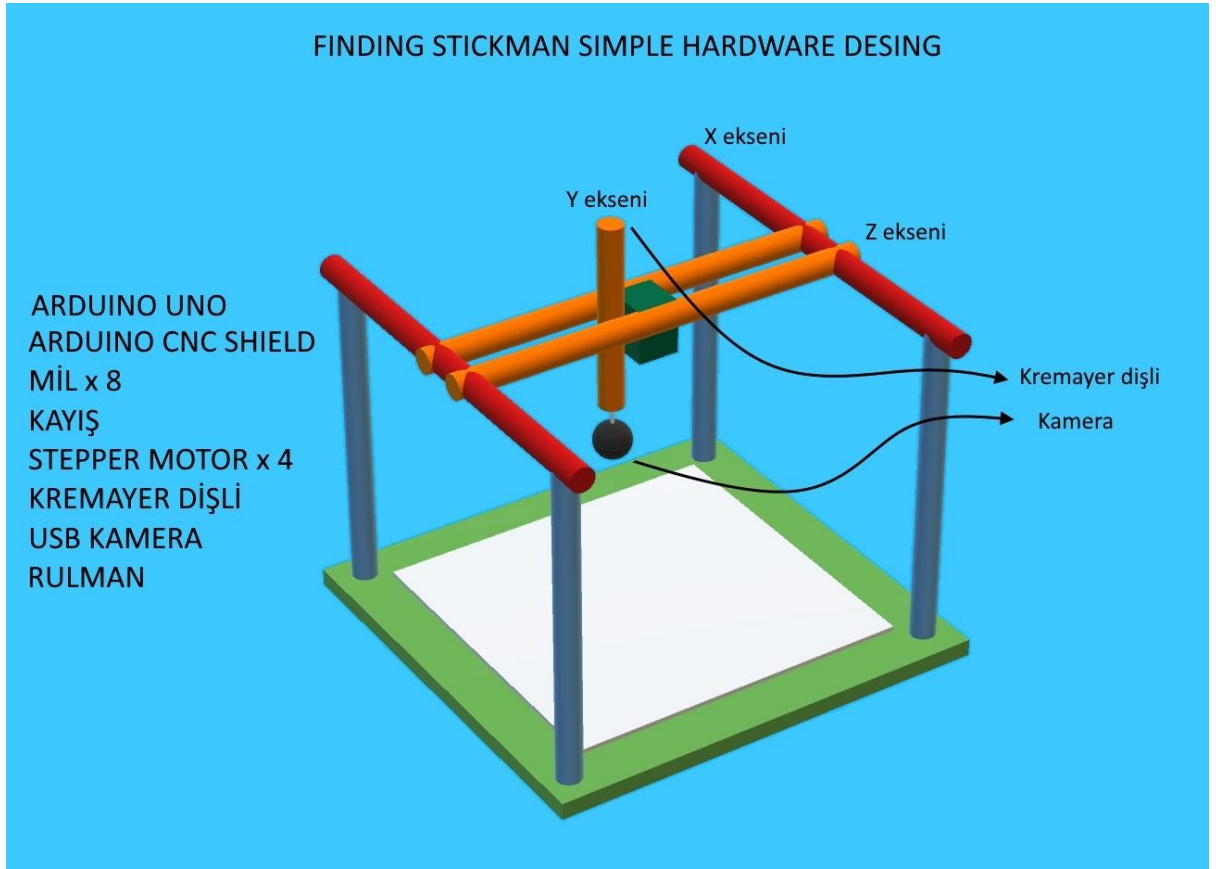 FINDING STICKMAN SIMPLE HARDWARE DESING
X ekseni
Y ekseni
Z ekseni
ARDUINO UNO
ARDUINO CNC SHIELD
MİL x 8
KAYIŞ
STEPPER MOTOR x 4
KREMAYER DİŞLİ
USB KAMERA
RULMAN
Kremayer dişli
Kamera